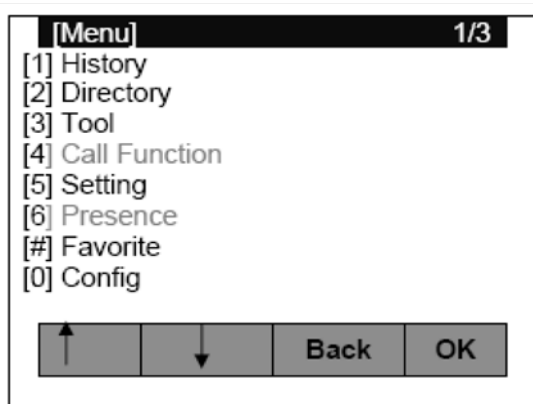 [Menu] 1/3
[1] History
[2] Directory
[3] Tool
[4] Call Function
[5] Setting
[6] Presence
[#] Favorite
[0] Config
↑ ↓ Back OK